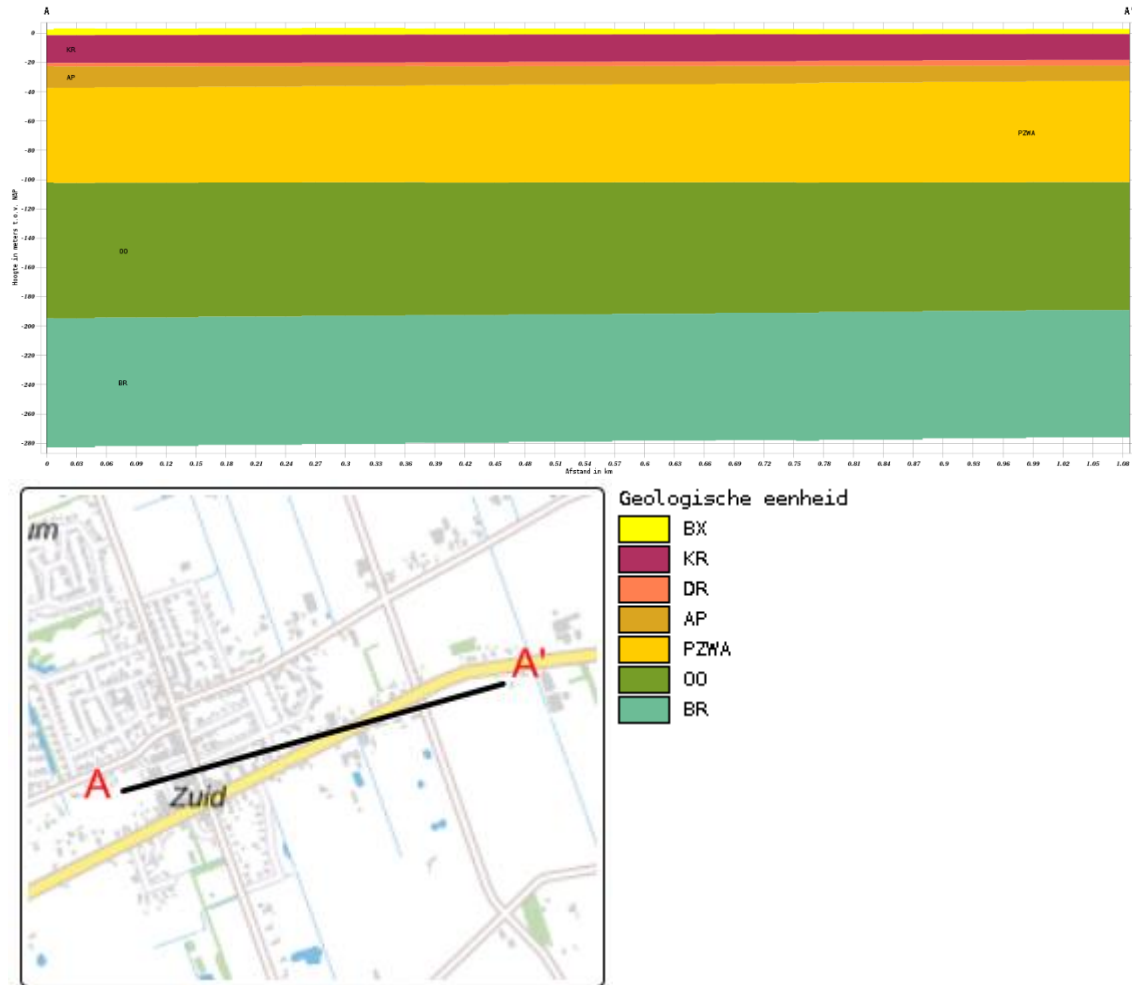 A A'
0
-20
-40
-60
-80
-100
-120
-140
-160
-180
-200
-220
-240
-260
-280
Hoogte in meters t.o.v. NAP
KR
AP
PZWA
OO
BR
0 0.03 0.06 0.09 0.12 0.15 0.18 0.21 0.24 0.27 0.3 0.33 0.36 0.39 0.42 0.45 0.48 0.51 0.54 0.57 0.6 0.63 0.66 0.69 0.72 0.75 0.78 0.81 0.84 0.87 0.9 0.93 0.96 0.99 1.02 1.05 1.08
Afstand in km
A'
A
Zuid
Geologische eenheid
BX
KR
DR
AP
PZWA
OO
BR